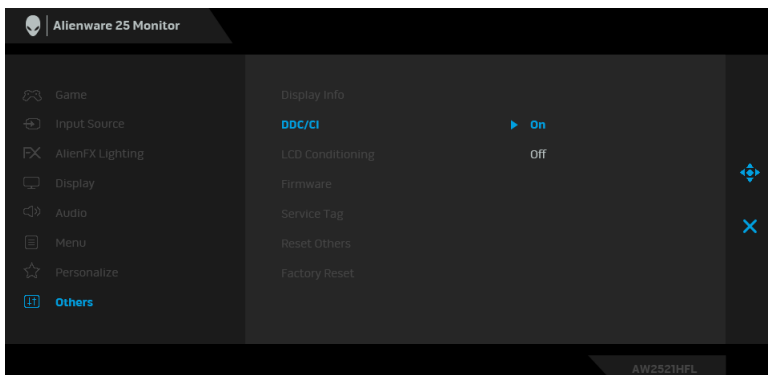 Alienware 25 Monitor
Game
Input Source
AlienFX Lighting
Display
Audio
Menu
Personalize
Others
Display Info
DDC/CI On
LCD Conditioning Off
Firmware
Service Tag
Reset Others
Factory Reset
AW2521HFL